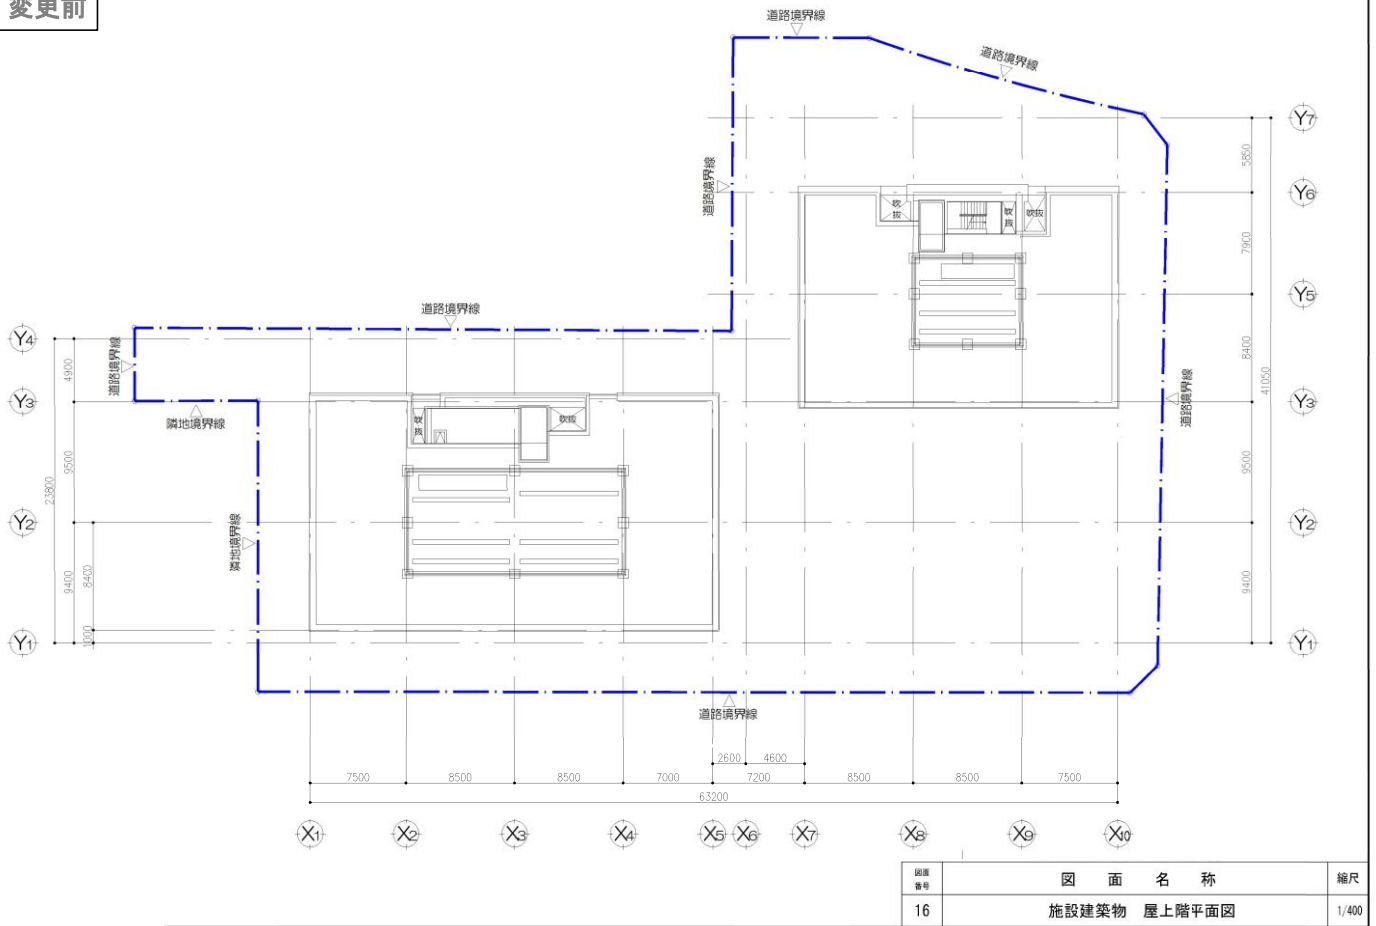 変更前
道路境界線
道路境界線
道路境界線
道路境界線
道路境界線
隣地境界線
隣地境界線
道路境界線
道路境界線
吹抜
吹抜
吹抜
吹抜
吹抜
Y7
Y6
Y5
Y3
Y2
Y1
5850
7900
8400
9500
9400
41050
Y4
Y3
Y2
Y1
4900
9500
9400
23800
8400
1000
2600 4600
7500 8500 8500 7000 7200 8500 8500 7500
63200
X1 X2 X3 X4 X5 X6 X7 X8 X9 X10
図面番号 図面名称 縮尺
16 施設建築物 屋上階平面図 1/400